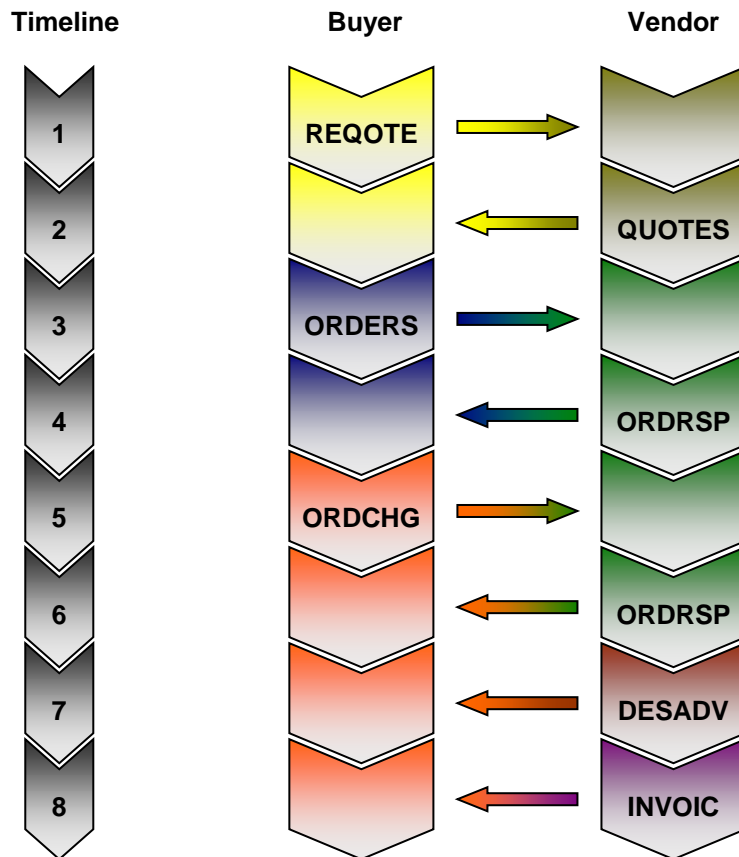 Timeline Buyer Vendor
1 REQOTE
2 QUOTES
3 ORDERS
4 ORDRSP
5 ORDCHG
6 ORDRSP
7 DESADV
8 INVOIC